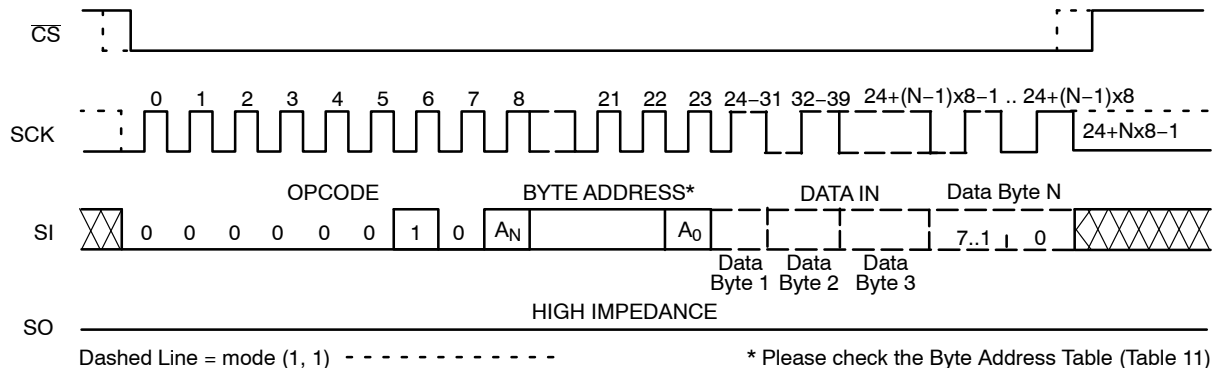 CS
0 1 2 3 4 5 6 7 8 21 22 23 24–31 32–39 24+(N–1)x8–1 .. 24+(N–1)x8
SCK
24+Nx8–1
OPCODE BYTE ADDRESS* DATA IN Data Byte N
SI 0 0 0 0 0 0 1 0 AN A0 7..1 0
Data Byte 1
Data Byte 2
Data Byte 3
HIGH IMPEDANCE
SO
Dashed Line = mode (1, 1) * Please check the Byte Address Table (Table 11)